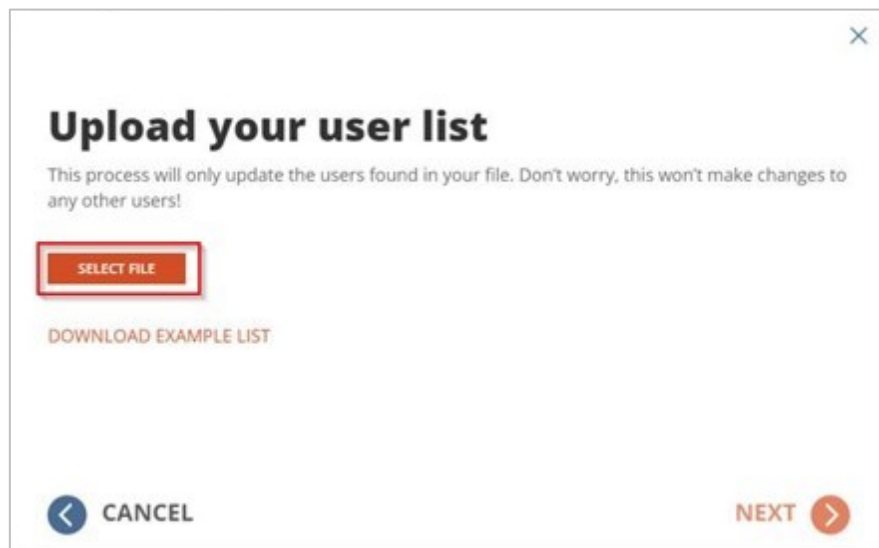 Upload your user list
This process will only update the users found in your file. Don't worry, this won't make changes to
any other users!
SELECT FILE
DOWNLOAD EXAMPLE LIST
CANCEL
NEXT